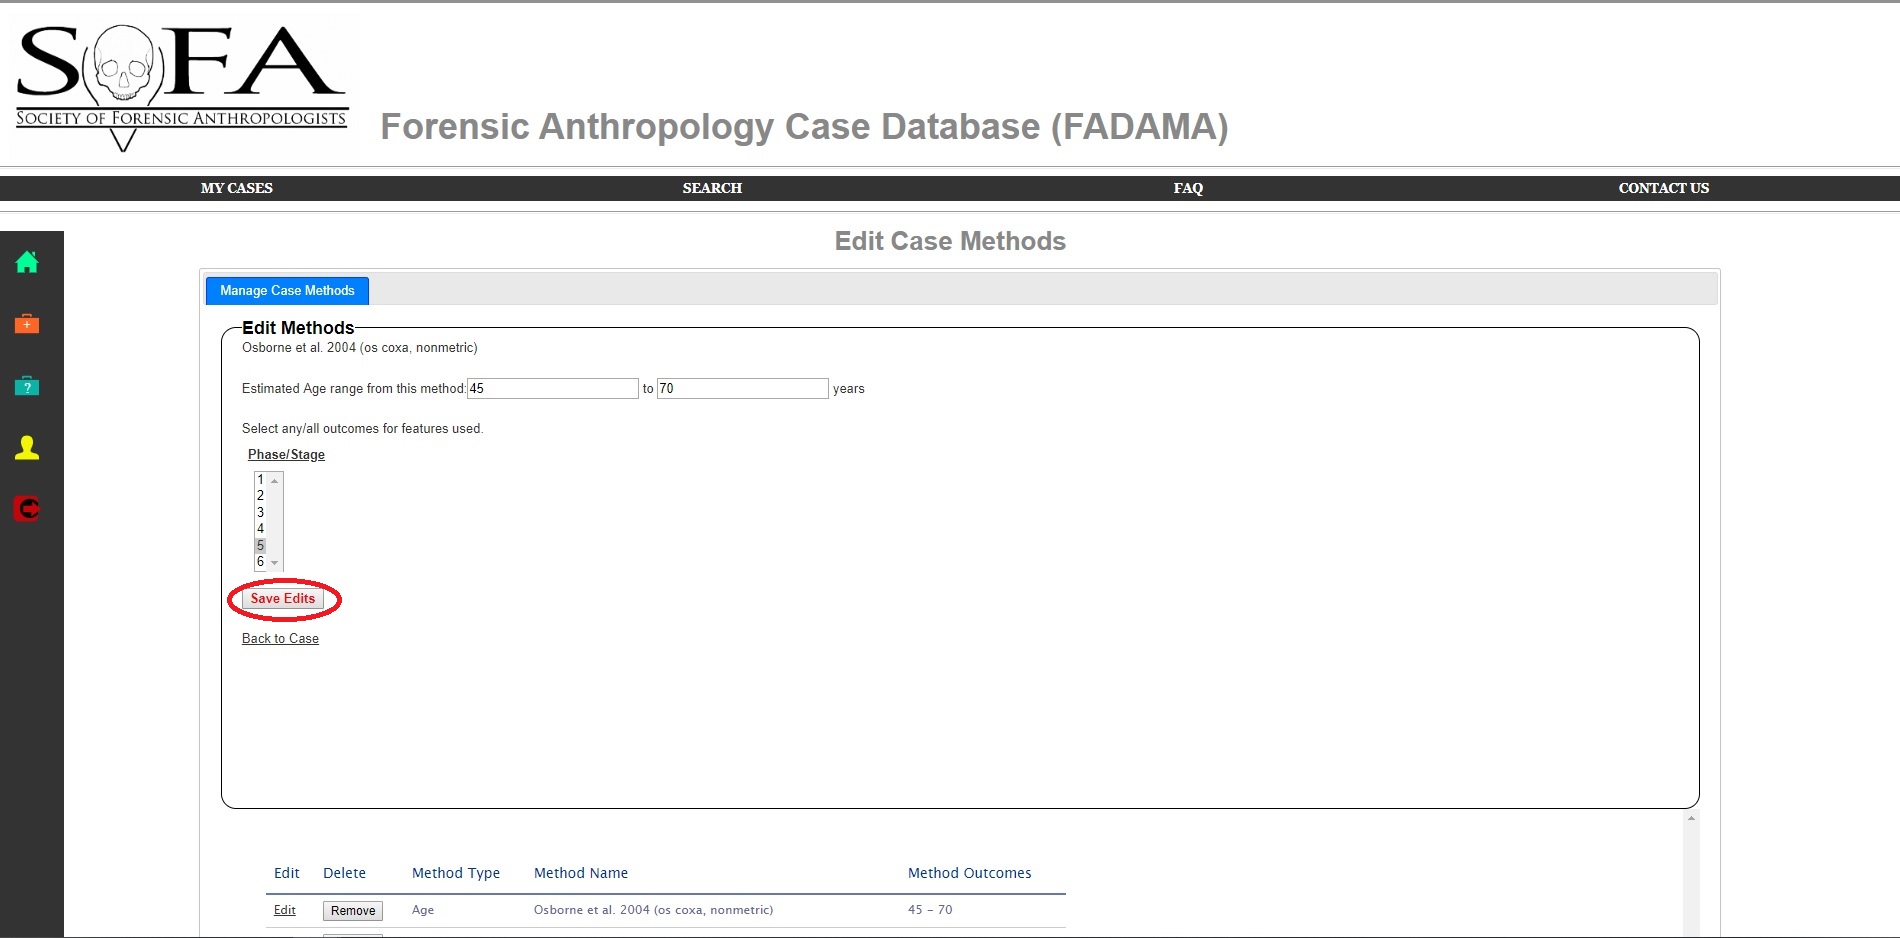 SOFA
SOCIETY OF FORENSIC ANTHROPOLOGISTS
Forensic Anthropology Case Database (FADAMA)
MY CASES SEARCH FAQ CONTACT US
Edit Case Methods
Manage Case Methods
Edit Methods
Osborne et al. 2004 (os coxa, nonmetric)
Estimated Age range from this method: 45 to 70 years
Select any/all outcomes for features used.
Phase/Stage
1
2
3
4
5
6
Save Edits
Back to Case
Edit Delete Method Type Method Name Method Outcomes
Edit Remove Age Osborne et al. 2004 (os coxa, nonmetric) 45 - 70